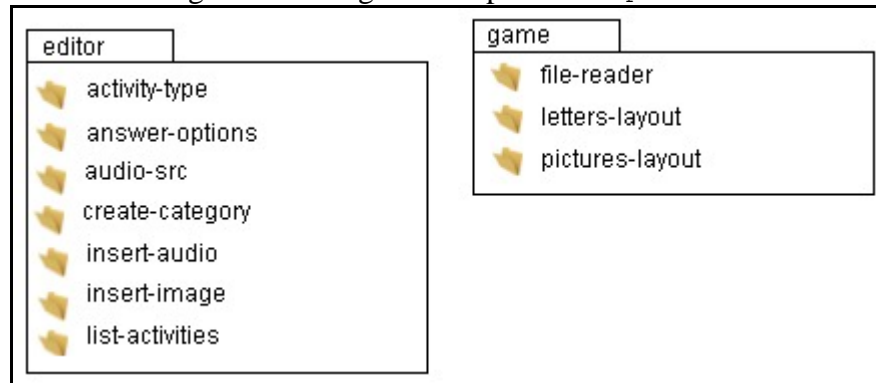 editor
activity-type
answer-options
audio-src
create-category
insert-audio
insert-image
list-activities
game
file-reader
letters-layout
pictures-layout